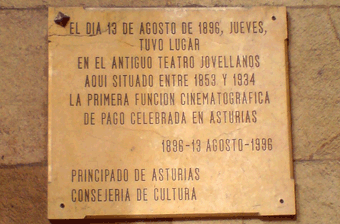 EL DIA 13 DE AGOSTO DE 1896, JUEVES,
TUVO LUGAR
EN EL ANTIGUO TEATRO JOVELLANOS
AQUI SITUADO ENTRE 1853 Y 1934
LA PRIMERA FUNCION CINEMATOGRAFICA
DE PAGO CELEBRADA EN ASTURIAS
1896-13 AGOSTO-1996
PRINCIPADO DE ASTURIAS
CONSEJERIA DE CULTURA